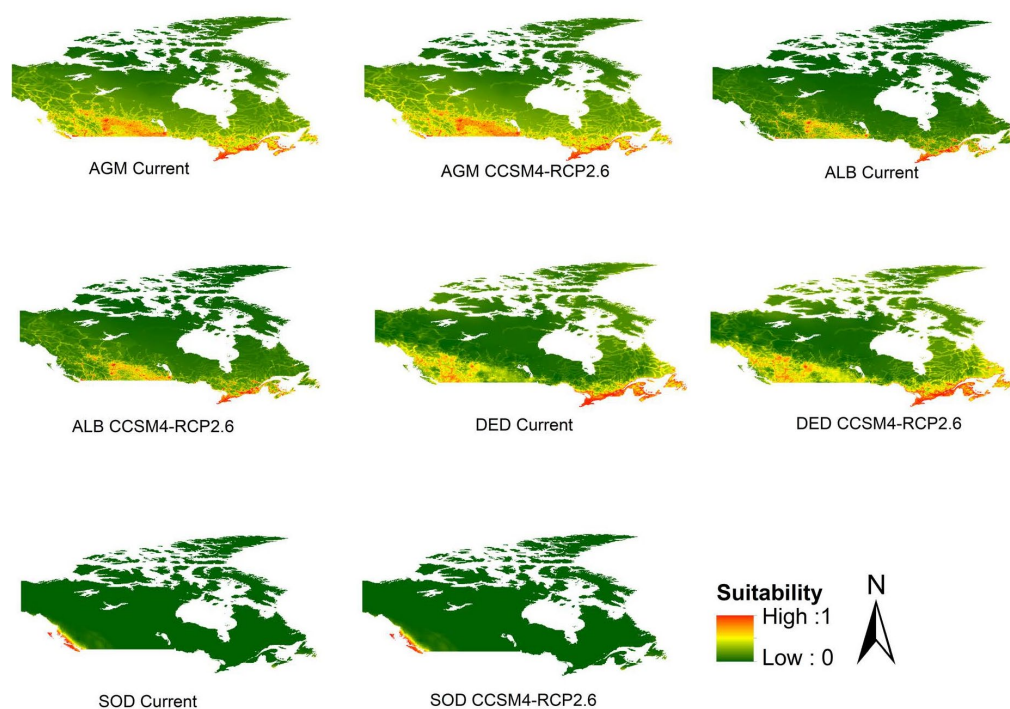 AGM Current
AGM CCSM4-RCP2.6
ALB Current
ALB CCSM4-RCP2.6
DED Current
DED CCSM4-RCP2.6
SOD Current
SOD CCSM4-RCP2.6
Suitability
High :1
Low : 0
N